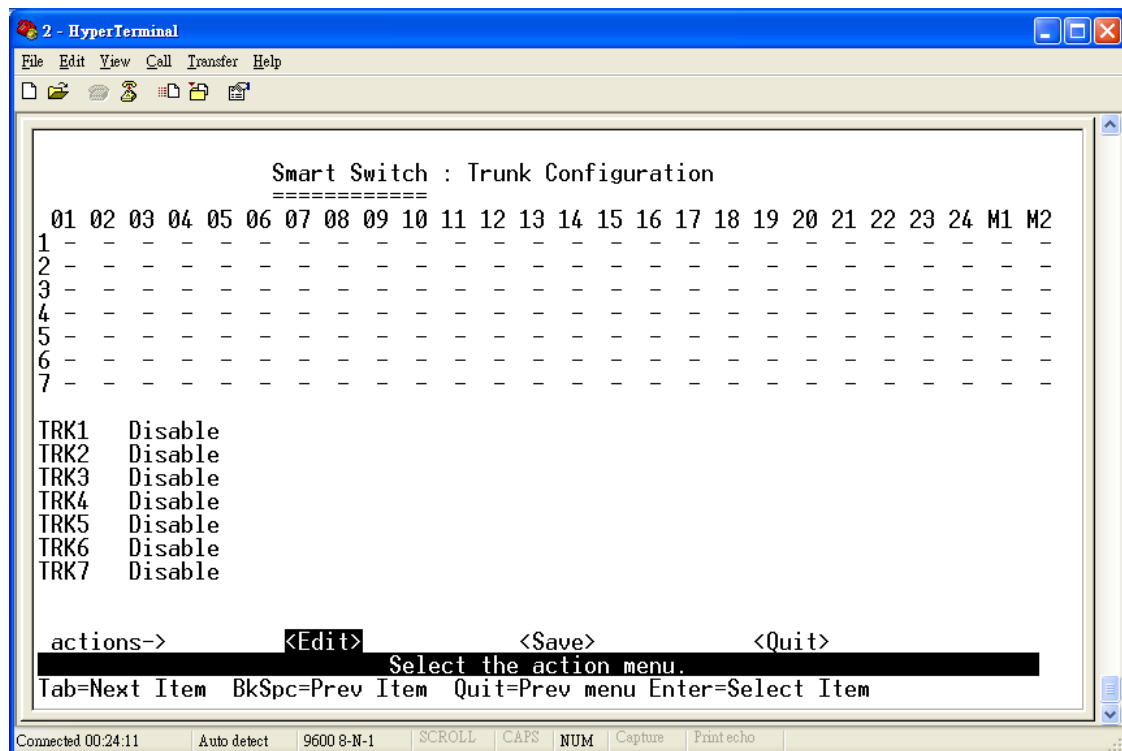 2 - HyperTerminal
File Edit View Call Transfer Help
Smart Switch : Trunk Configuration
============
01 02 03 04 05 06 07 08 09 10 11 12 13 14 15 16 17 18 19 20 21 22 23 24 M1 M2
1 - - - - - - - - - - - - - - - - - - - - - - - - - -
2 - - - - - - - - - - - - - - - - - - - - - - - - - -
3 - - - - - - - - - - - - - - - - - - - - - - - - - -
4 - - - - - - - - - - - - - - - - - - - - - - - - - -
5 - - - - - - - - - - - - - - - - - - - - - - - - - -
6 - - - - - - - - - - - - - - - - - - - - - - - - - -
7 - - - - - - - - - - - - - - - - - - - - - - - - - -
TRK1 Disable
TRK2 Disable
TRK3 Disable
TRK4 Disable
TRK5 Disable
TRK6 Disable
TRK7 Disable
actions-> <Edit> <Save> <Quit>
Select the action menu.
Tab=Next Item BkSpc=Prev Item Quit=Prev menu Enter=Select Item
Connected 00:24:11 Auto detect 9600 8-N-1 SCROLL CAPS NUM Capture Print echo